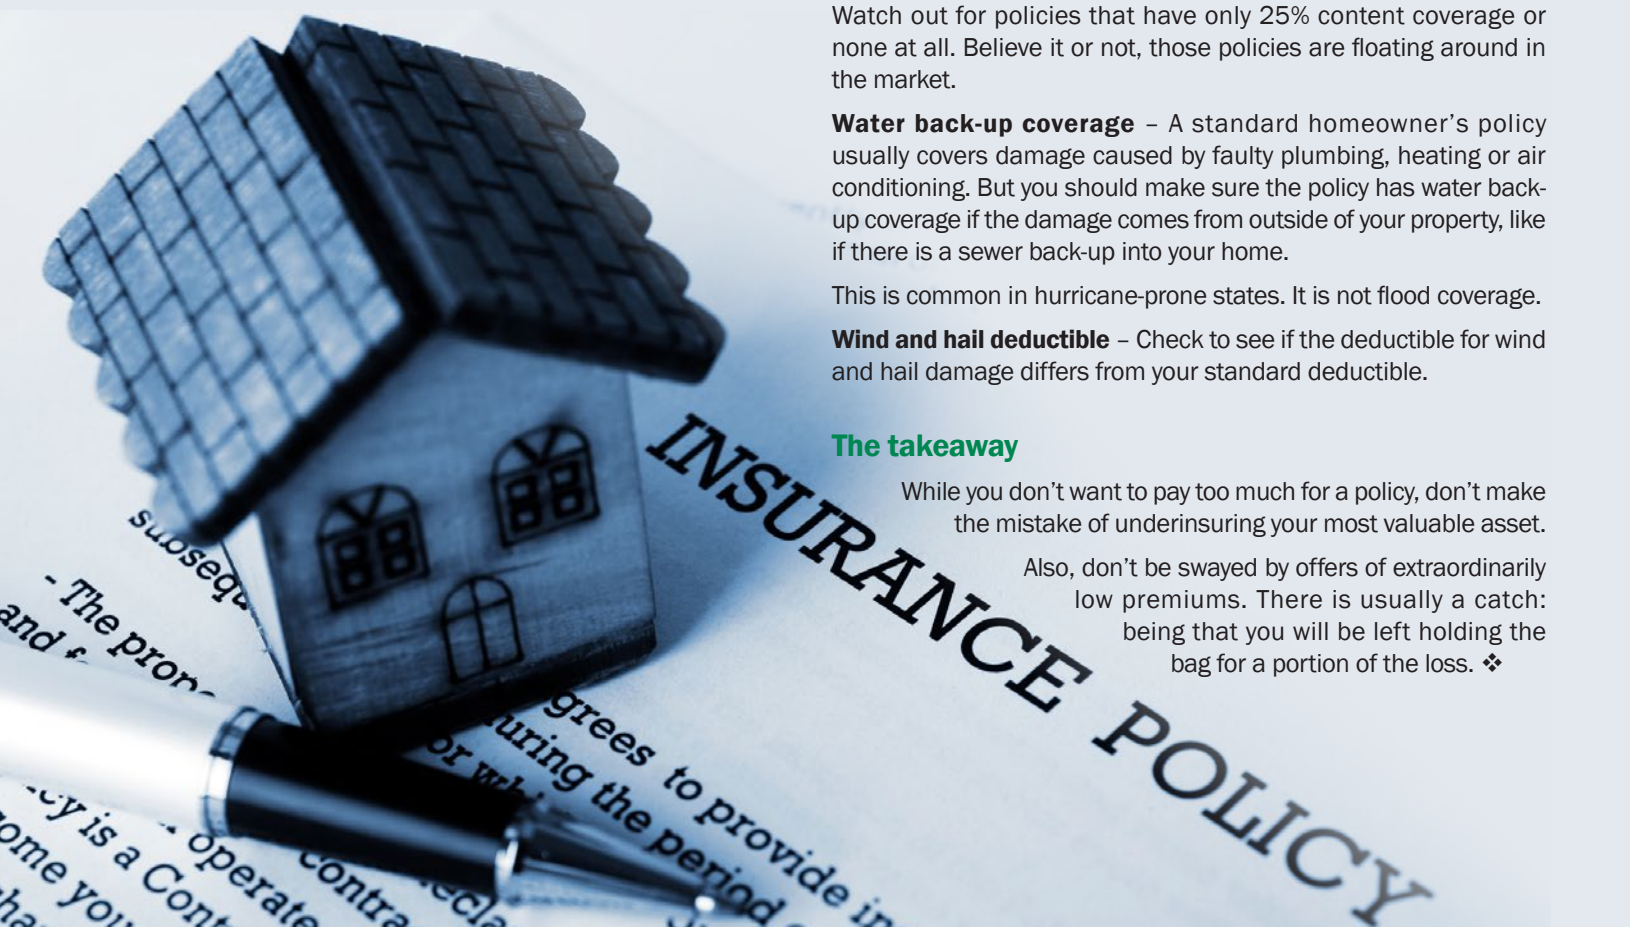 Watch out for policies that have only 25% content coverage or
none at all. Believe it or not, those policies are floating around in
the market.
Water back-up coverage – A standard homeowner's policy
usually covers damage caused by faulty plumbing, heating or air
conditioning. But you should make sure the policy has water back-
up coverage if the damage comes from outside of your property, like
if there is a sewer back-up into your home.
This is common in hurricane-prone states. It is not flood coverage.
Wind and hail deductible – Check to see if the deductible for wind
and hail damage differs from your standard deductible.
The takeaway
While you don't want to pay too much for a policy, don't make
the mistake of underinsuring your most valuable asset.
Also, don't be swayed by offers of extraordinarily
low premiums. There is usually a catch:
being that you will be left holding the
bag for a portion of the loss. ❖
INSURANCE POLICY
- The
and
grees to provide
uring the period
or
cy is a
operate